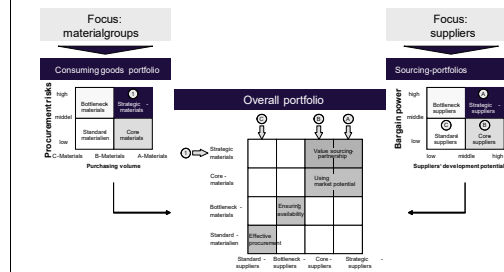 Focus:
materialgroups
Consuming goods portfolio
Procurementrisks
high
middle
low
Bottleneck
materials
1
Strategic -
materials
Standard
materialien
Core
materials
C-Materials B-Materials A-Materials
Purchasing volume
Overall portfolio
C
B
A
1
Strategic
materials
Core -
materials
Bottleneck -
materials
Standard -
materialien
Value sourcing-
partnership
Using
market potential
Ensuring
availability
Effective
procurement
Standard - Bottleneck - Core - Strategic -
suppliers suppliers suppliers suppliers
Focus:
suppliers
Sourcing-portfolios
Bargain power
high
middle
low
Bottleneck
suppliers
A
Strategic -
suppliers
C
Standard
suppliers
B
Core
suppliers
low middle high
Suppliers' development potential